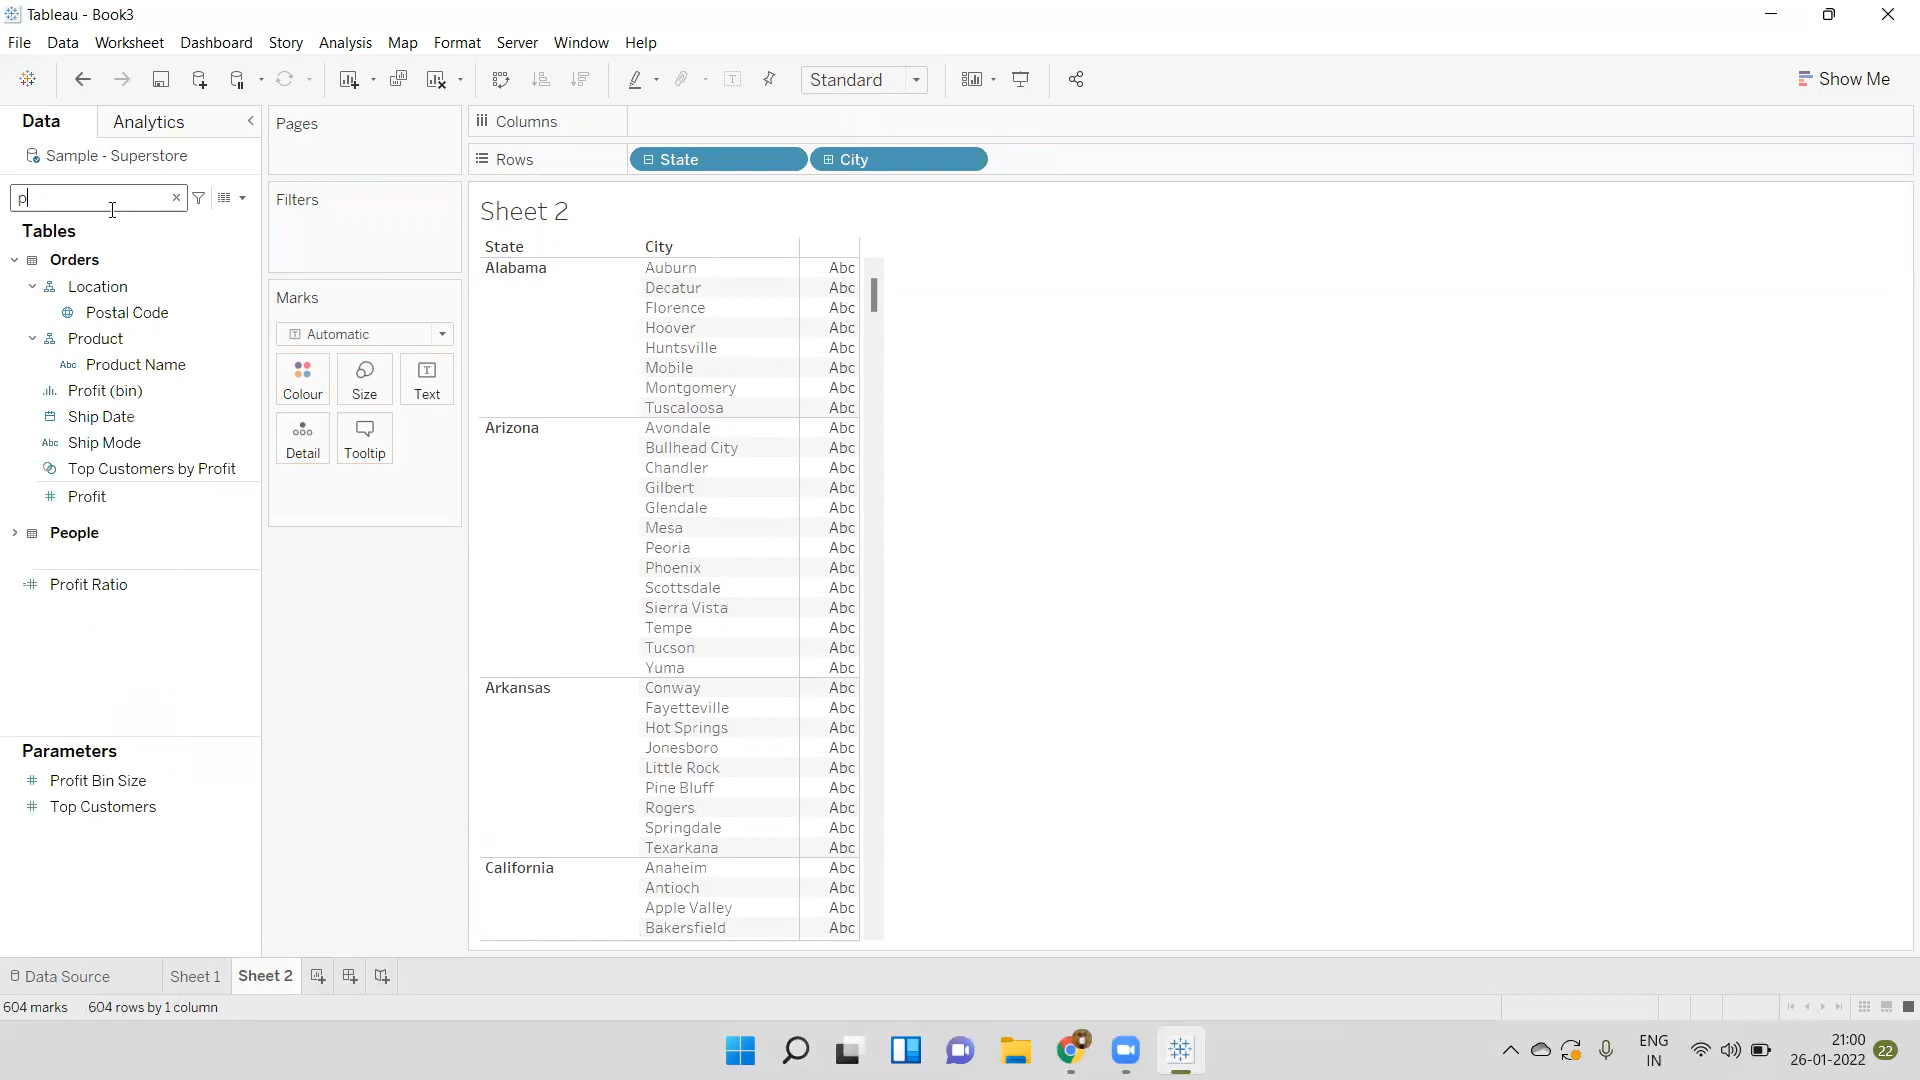 Tableau - Book3
File Data Worksheet Dashboard Story Analysis Map Format Server Window Help
Standard
Show Me
Data
Analytics
Sample - Superstore
p
Tables
Orders
Location
Postal Code
Product
Abc Product Name
Profit (bin)
Ship Date
Abc Ship Mode
Top Customers by Profit
# Profit
People
=# Profit Ratio
Parameters
# Profit Bin Size
# Top Customers
Pages
Filters
Marks
Automatic
Colour
Size
Text
Detail
Tooltip
Columns
Rows
State
City
Sheet 2
State City
Alabama Auburn Abc
Decatur Abc
Florence Abc
Hoover Abc
Huntsville Abc
Mobile Abc
Montgomery Abc
Tuscaloosa Abc
Arizona Avondale Abc
Bullhead City Abc
Chandler Abc
Gilbert Abc
Glendale Abc
Mesa Abc
Peoria Abc
Phoenix Abc
Scottsdale Abc
Sierra Vista Abc
Tempe Abc
Tucson Abc
Yuma Abc
Arkansas Conway Abc
Fayetteville Abc
Hot Springs Abc
Jonesboro Abc
Little Rock Abc
Pine Bluff Abc
Rogers Abc
Springdale Abc
Texarkana Abc
California Anaheim Abc
Antioch Abc
Apple Valley Abc
Bakersfield Abc
Data Source Sheet 1 Sheet 2
604 marks 604 rows by 1 column
ENG
IN
21:00
26-01-2022
22